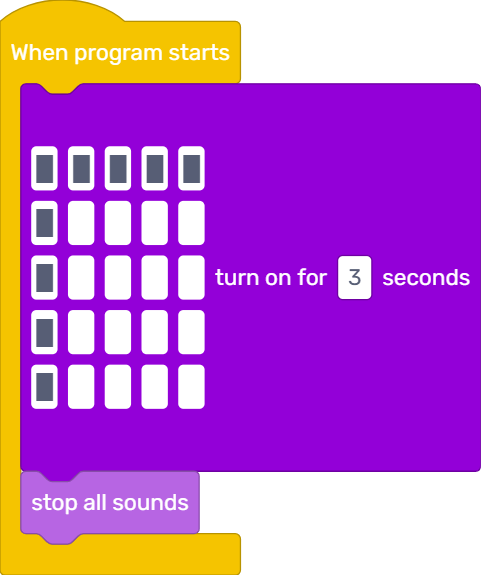 When program starts
turn on for 3 seconds
stop all sounds